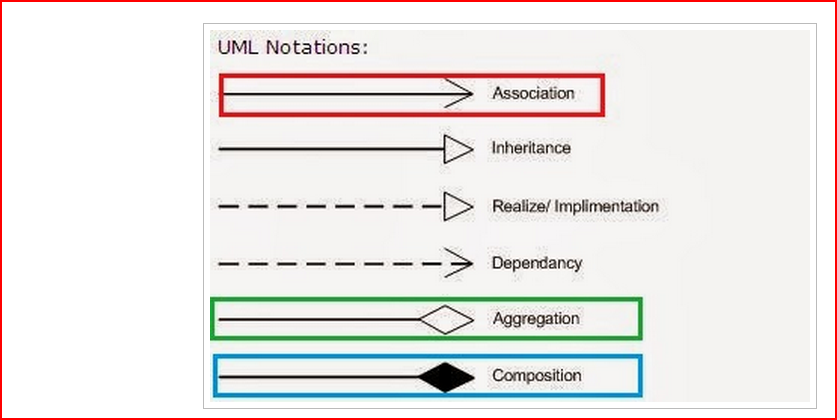 UML Notations:
Association
Inheritance
Realize/ Implimentation
Dependancy
Aggregation
Composition